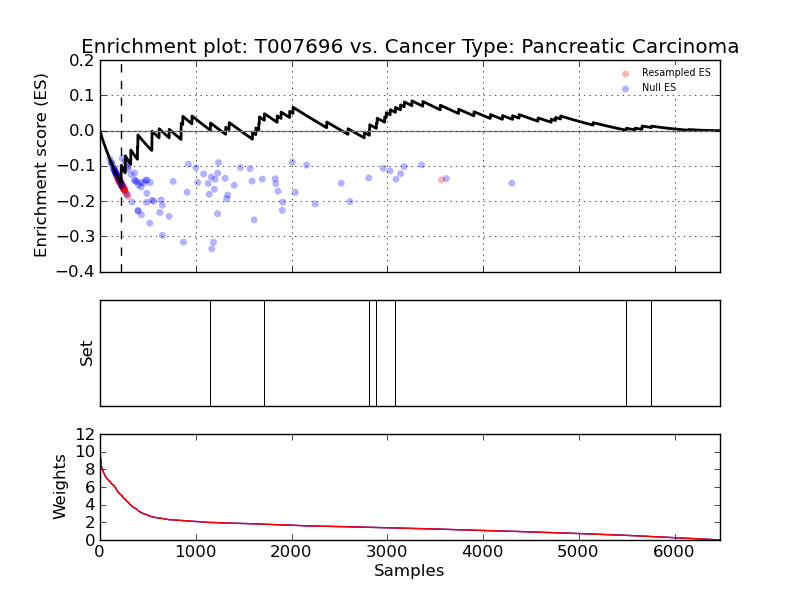 Enrichment plot: T007696 vs. Cancer Type: Pancreatic Carcinoma
Enrichment score (ES)
0.2
0.1
0.0
−0.1
−0.2
−0.3
−0.4
Resampled ES
Null ES
Set
Weights
12
10
8
6
4
2
0
0 1000 2000 3000 4000 5000 6000
Samples